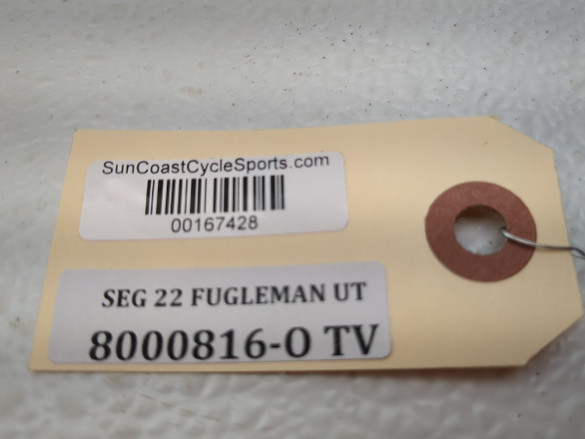 SunCoastCycleSports.com
00167428
SEG 22 FUGLEMAN UT
8000816-O TV